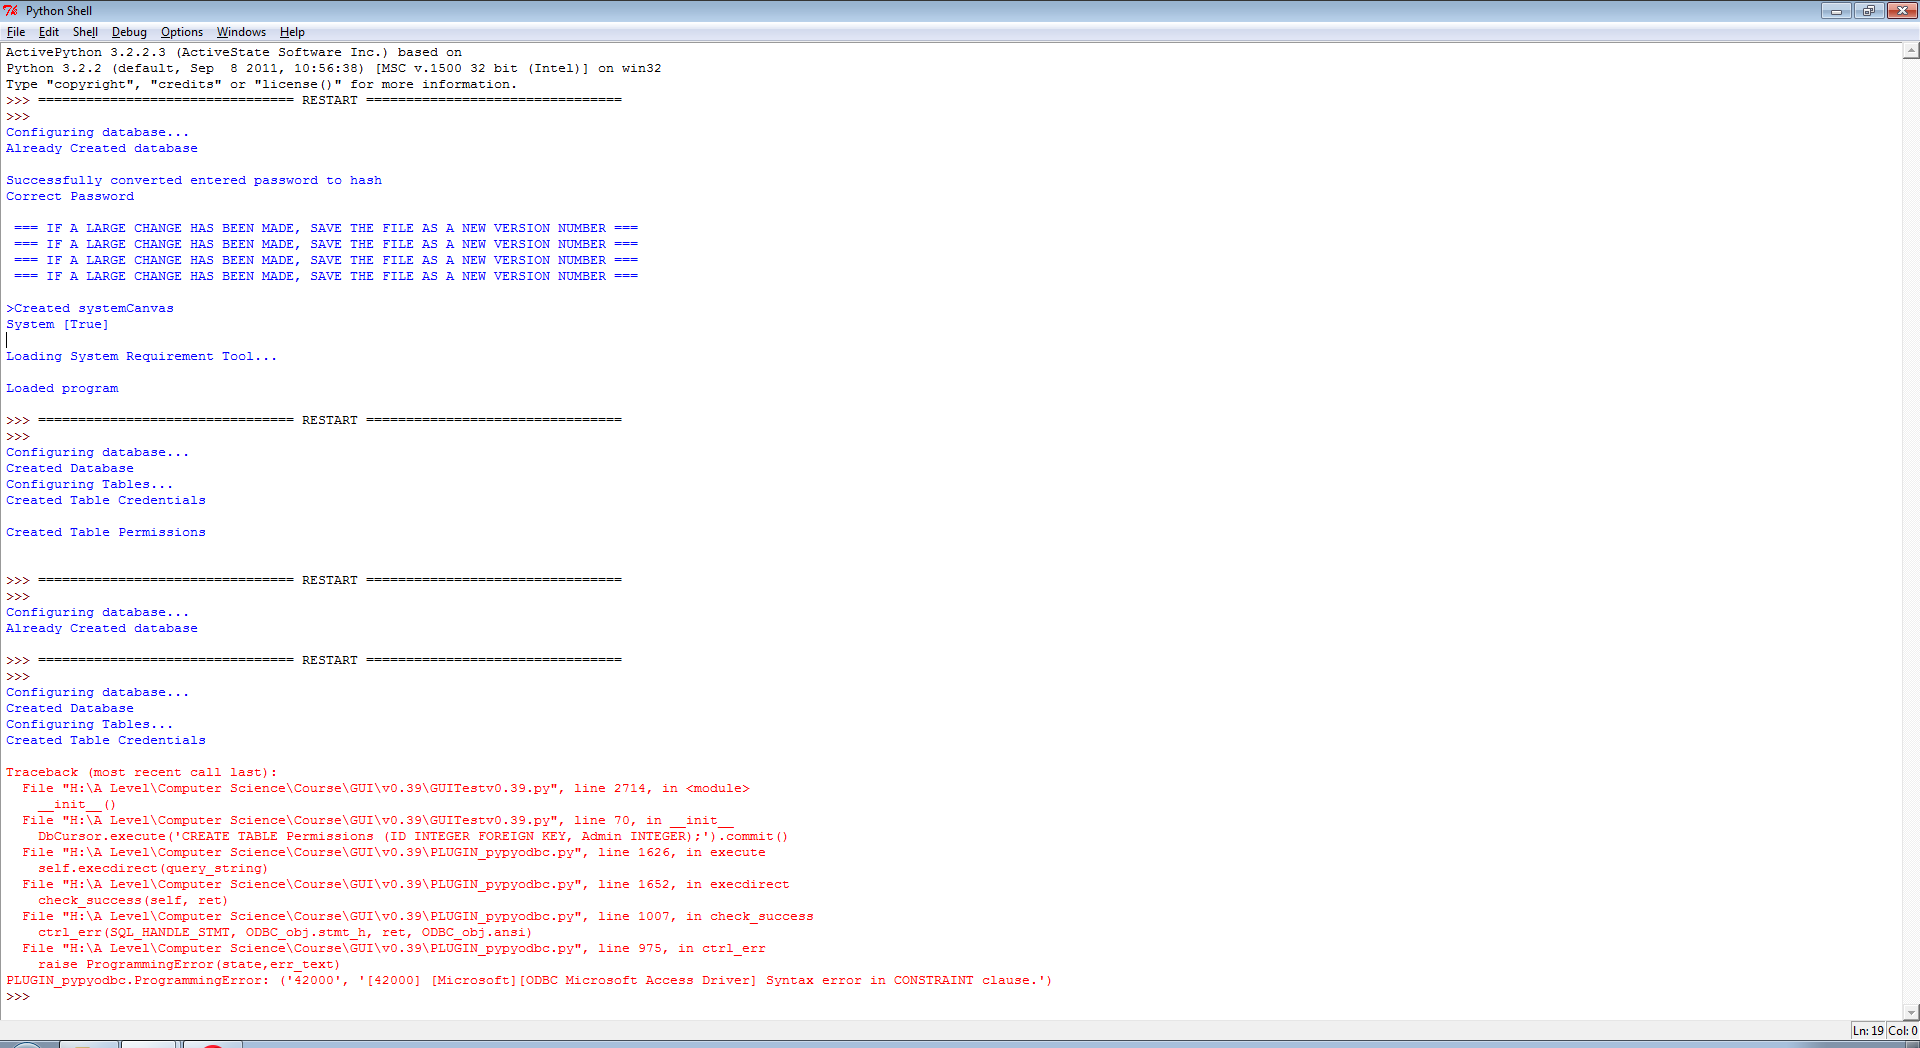 Python Shell
File Edit Shell Debug Options Windows Help
ActivePython 3.2.2.3 (ActiveState Software Inc.) based on
Python 3.2.2 (default, Sep  8 2011, 10:56:38) [MSC v.1500 32 bit (Intel)] on win32
Type "copyright", "credits" or "license()" for more information.
>>> ================================ RESTART ================================
>>>
Configuring database...
Already Created database
Successfully converted entered password to hash
Correct Password
=== IF A LARGE CHANGE HAS BEEN MADE, SAVE THE FILE AS A NEW VERSION NUMBER ===
=== IF A LARGE CHANGE HAS BEEN MADE, SAVE THE FILE AS A NEW VERSION NUMBER ===
=== IF A LARGE CHANGE HAS BEEN MADE, SAVE THE FILE AS A NEW VERSION NUMBER ===
=== IF A LARGE CHANGE HAS BEEN MADE, SAVE THE FILE AS A NEW VERSION NUMBER ===
>Created systemCanvas
System [True]
Loading System Requirement Tool...
Loaded program
>>> ================================ RESTART ================================
>>>
Configuring database...
Created Database
Configuring Tables...
Created Table Credentials
Created Table Permissions
>>> ================================ RESTART ================================
>>>
Configuring database...
Already Created database
>>> ================================ RESTART ================================
>>>
Configuring database...
Created Database
Configuring Tables...
Created Table Credentials
Traceback (most recent call last):
File "H:\A Level\Computer Science\Course\GUI\v0.39\GUITestv0.39.py", line 2714, in <module>
__init__()
File "H:\A Level\Computer Science\Course\GUI\v0.39\GUITestv0.39.py", line 70, in __init__
DbCursor.execute('CREATE TABLE Permissions (ID INTEGER FOREIGN KEY, Admin INTEGER);').commit()
File "H:\A Level\Computer Science\Course\GUI\v0.39\PLUGIN_pypyodbc.py", line 1626, in execute
self.execdirect(query_string)
File "H:\A Level\Computer Science\Course\GUI\v0.39\PLUGIN_pypyodbc.py", line 1652, in execdirect
check_success(self, ret)
File "H:\A Level\Computer Science\Course\GUI\v0.39\PLUGIN_pypyodbc.py", line 1007, in check_success
ctrl_err(SQL_HANDLE_STMT, ODBC_obj.stmt_h, ret, ODBC_obj.ansi)
File "H:\A Level\Computer Science\Course\GUI\v0.39\PLUGIN_pypyodbc.py", line 975, in ctrl_err
raise ProgrammingError(state,err_text)
PLUGIN_pypyodbc.ProgrammingError: ('42000', '[42000] [Microsoft][ODBC Microsoft Access Driver] Syntax error in CONSTRAINT clause.')
>>>
Ln: 19 Col: 0